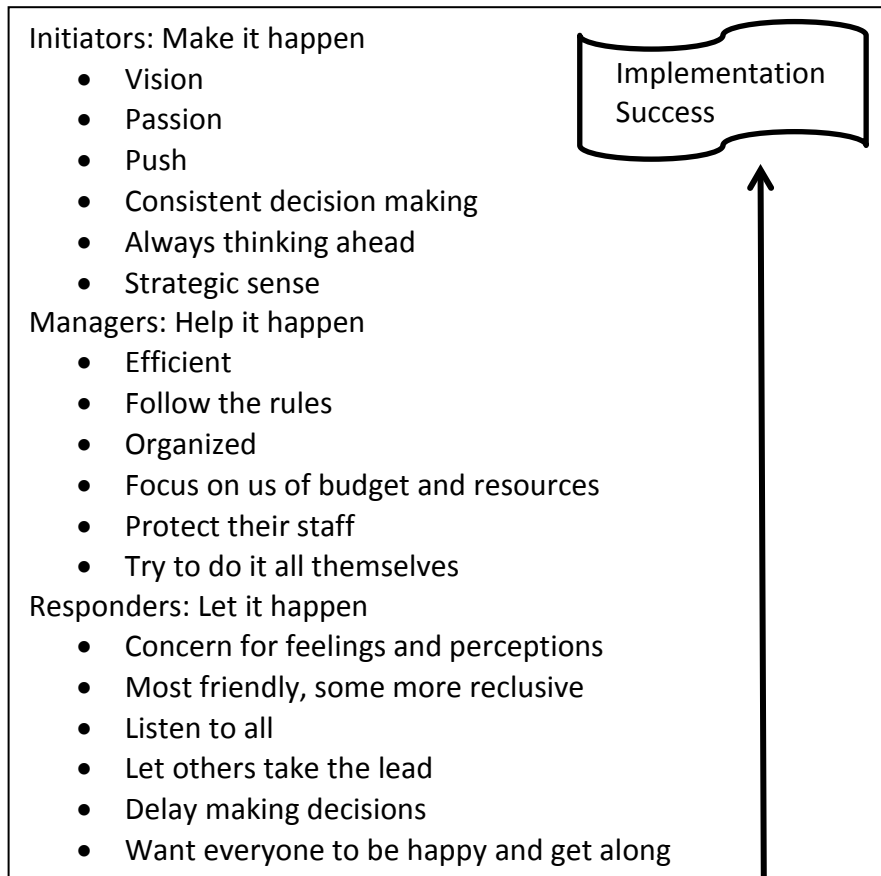 Initiators: Make it happen
• Vision
• Passion
• Push
• Consistent decision making
• Always thinking ahead
• Strategic sense
Managers: Help it happen
• Efficient
• Follow the rules
• Organized
• Focus on us of budget and resources
• Protect their staff
• Try to do it all themselves
Responders: Let it happen
• Concern for feelings and perceptions
• Most friendly, some more reclusive
• Listen to all
• Let others take the lead
• Delay making decisions
• Want everyone to be happy and get along
Implementation
Success